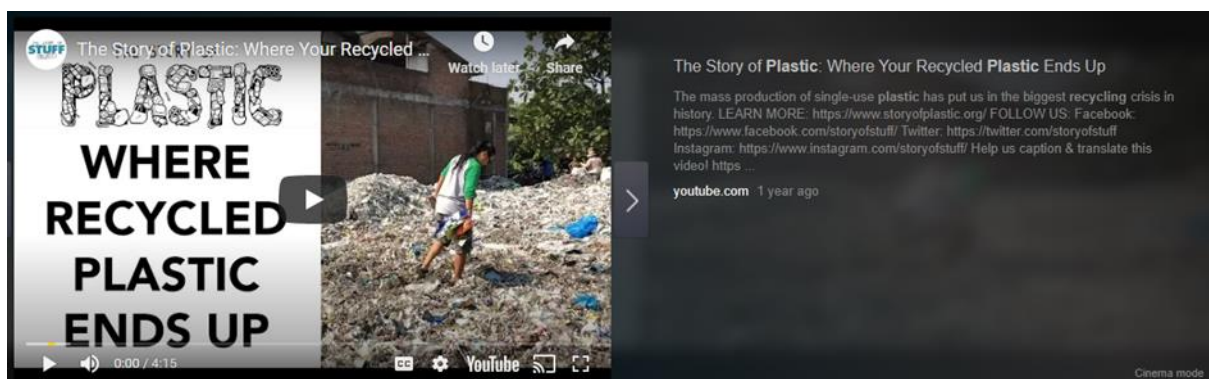 STUFF
The Story of Plastic: Where Your Recycled ...
Watch later
Share
THE STORY OF
PLASTIC
WHERE
RECYCLED
PLASTIC
ENDS UP
0:00 / 4:15
CC
YouTube
The Story of Plastic: Where Your Recycled Plastic Ends Up
The mass production of single-use plastic has put us in the biggest recycling crisis in
history. LEARN MORE: https://www.storyofplastic.org/ FOLLOW US: Facebook:
https://www.facebook.com/storyofstuff/ Twitter: https://twitter.com/storyofstuff
Instagram: https://www.instagram.com/storyofstuff/ Help us caption & translate this
video! https ...
youtube.com 1 year ago
Cinema mode